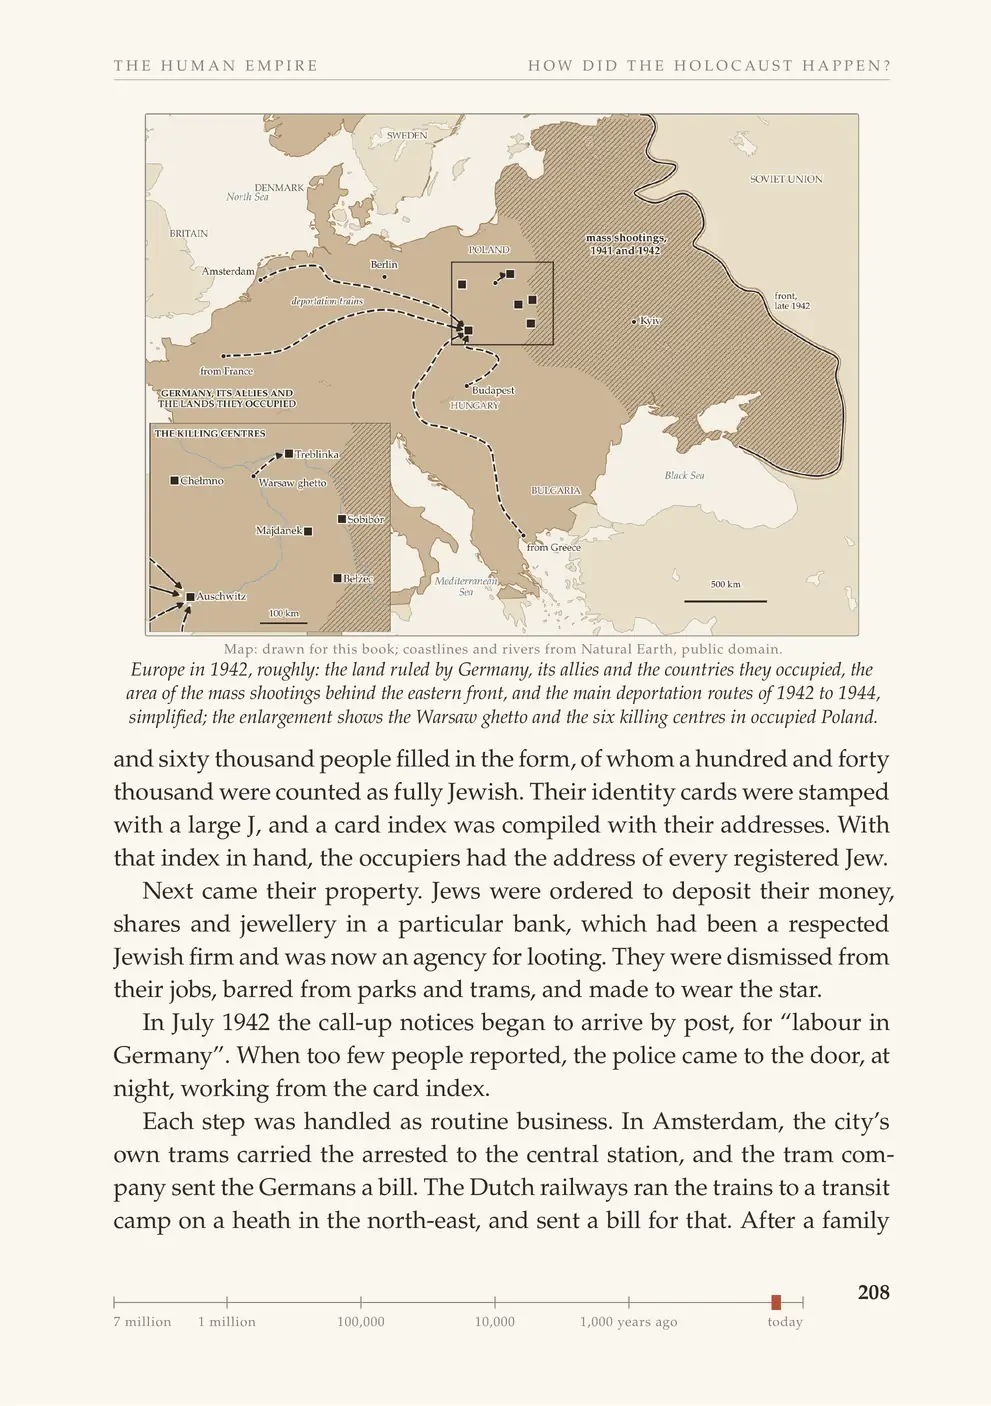 THE HUMAN EMPIRE
HOW DID THE HOLOCAUST HAPPEN?
SWEDEN
SOVIET UNION
DENMARK
North Sea
BRITAIN
mass shootings,
1941 and 1942
POLAND
Amsterdam
Berlin
deportation trains
front,
late 1942
Kyiv
from France
GERMANY, ITS ALLIES AND
THE LANDS THEY OCCUPIED
Budapest
HUNGARY
THE KILLING CENTRES
Treblinka
Chełmno
Warsaw ghetto
Majdanek
Sobibór
Bełżec
Auschwitz
100 km
Black Sea
BULGARIA
from Greece
Mediterranean
Sea
500 km
Map: drawn for this book; coastlines and rivers from Natural Earth, public domain.
Europe in 1942, roughly: the land ruled by Germany, its allies and the countries they occupied, the
area of the mass shootings behind the eastern front, and the main deportation routes of 1942 to 1944,
simplified; the enlargement shows the Warsaw ghetto and the six killing centres in occupied Poland.
and sixty thousand people filled in the form, of whom a hundred and forty
thousand were counted as fully Jewish. Their identity cards were stamped
with a large J, and a card index was compiled with their addresses. With
that index in hand, the occupiers had the address of every registered Jew.
Next came their property. Jews were ordered to deposit their money,
shares and jewellery in a particular bank, which had been a respected
Jewish firm and was now an agency for looting. They were dismissed from
their jobs, barred from parks and trams, and made to wear the star.
In July 1942 the call-up notices began to arrive by post, for “labour in
Germany”. When too few people reported, the police came to the door, at
night, working from the card index.
Each step was handled as routine business. In Amsterdam, the city’s
own trams carried the arrested to the central station, and the tram com-
pany sent the Germans a bill. The Dutch railways ran the trains to a transit
camp on a heath in the north-east, and sent a bill for that. After a family
208
7 million
1 million
100,000
10,000
1,000 years ago
today